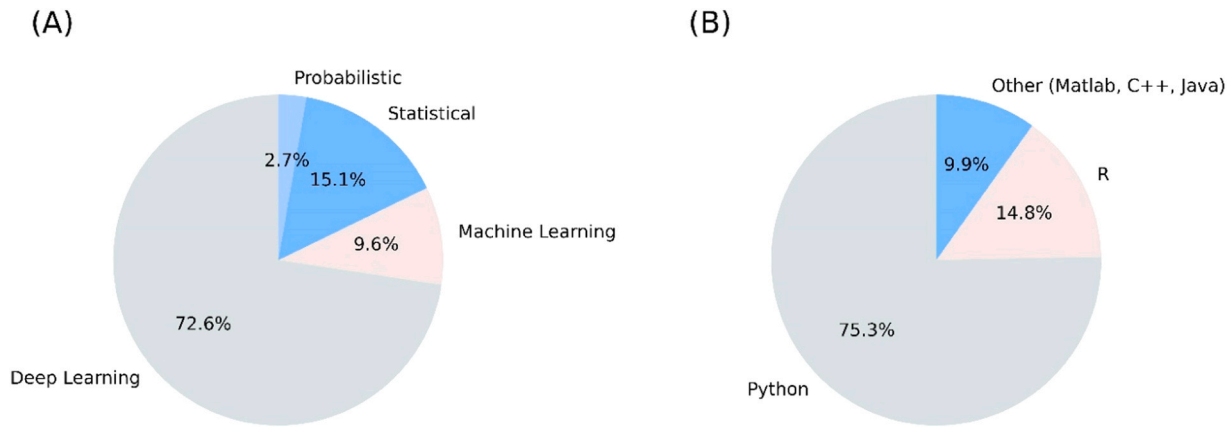 (A)
Probabilistic
Statistical
2.7%
15.1%
Machine Learning
9.6%
72.6%
Deep Learning
(B)
Other (Matlab, C++, Java)
9.9%
R
14.8%
75.3%
Python